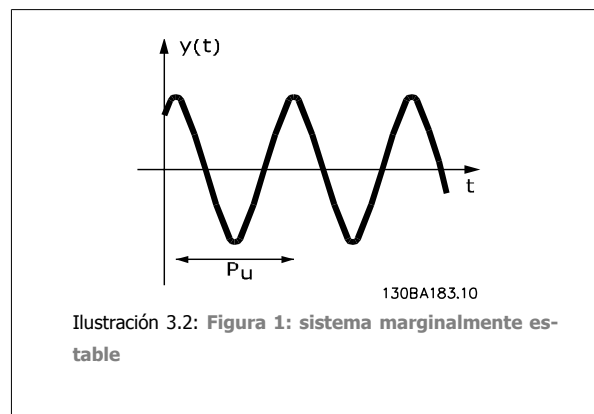 y(t)
t
Pu
130BA183.10
Ilustración 3.2: Figura 1: sistema marginalmente es-
table